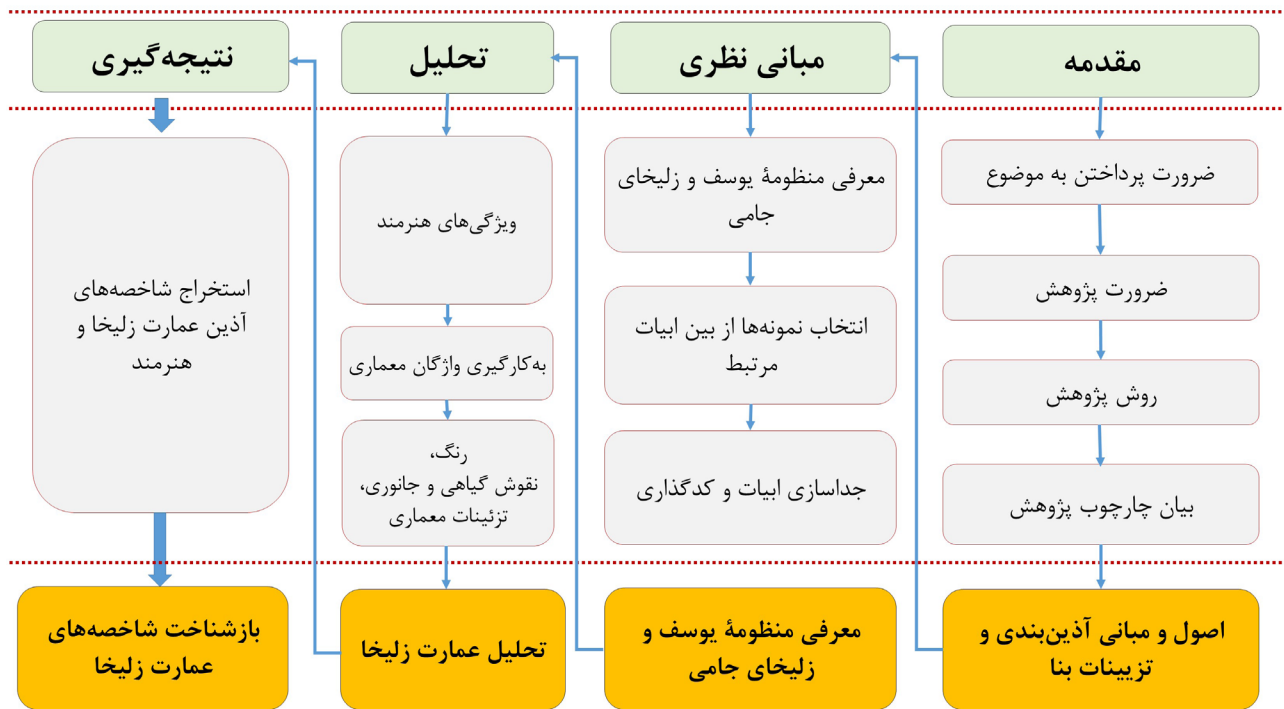 مقدمه
ضرورت پرداختن به موضوع
ضرورت پژوهش
روش پژوهش
بیان چارچوب پژوهش
اصول و مبانی آذین‌بندی و
تزیینات بنا
مبانی نظری
معرفی منظومهٔ یوسف و زلیخای
جامی
انتخاب نمونه‌ها از بین ابیات
مرتبط
جداسازی ابیات و کدگذاری
معرفی منظومهٔ یوسف و
زلیخای جامی
تحلیل
ویژگی‌های هنرمند
به‌کارگیری واژگان معماری
رنگ،
نقوش گیاهی و جانوری،
تزئینات معماری
تحلیل عمارت زلیخا
نتیجه‌گیری
استخراج شاخصه‌های
آذین عمارت زلیخا و
هنرمند
بازشناخت شاخصه‌های
عمارت زلیخا